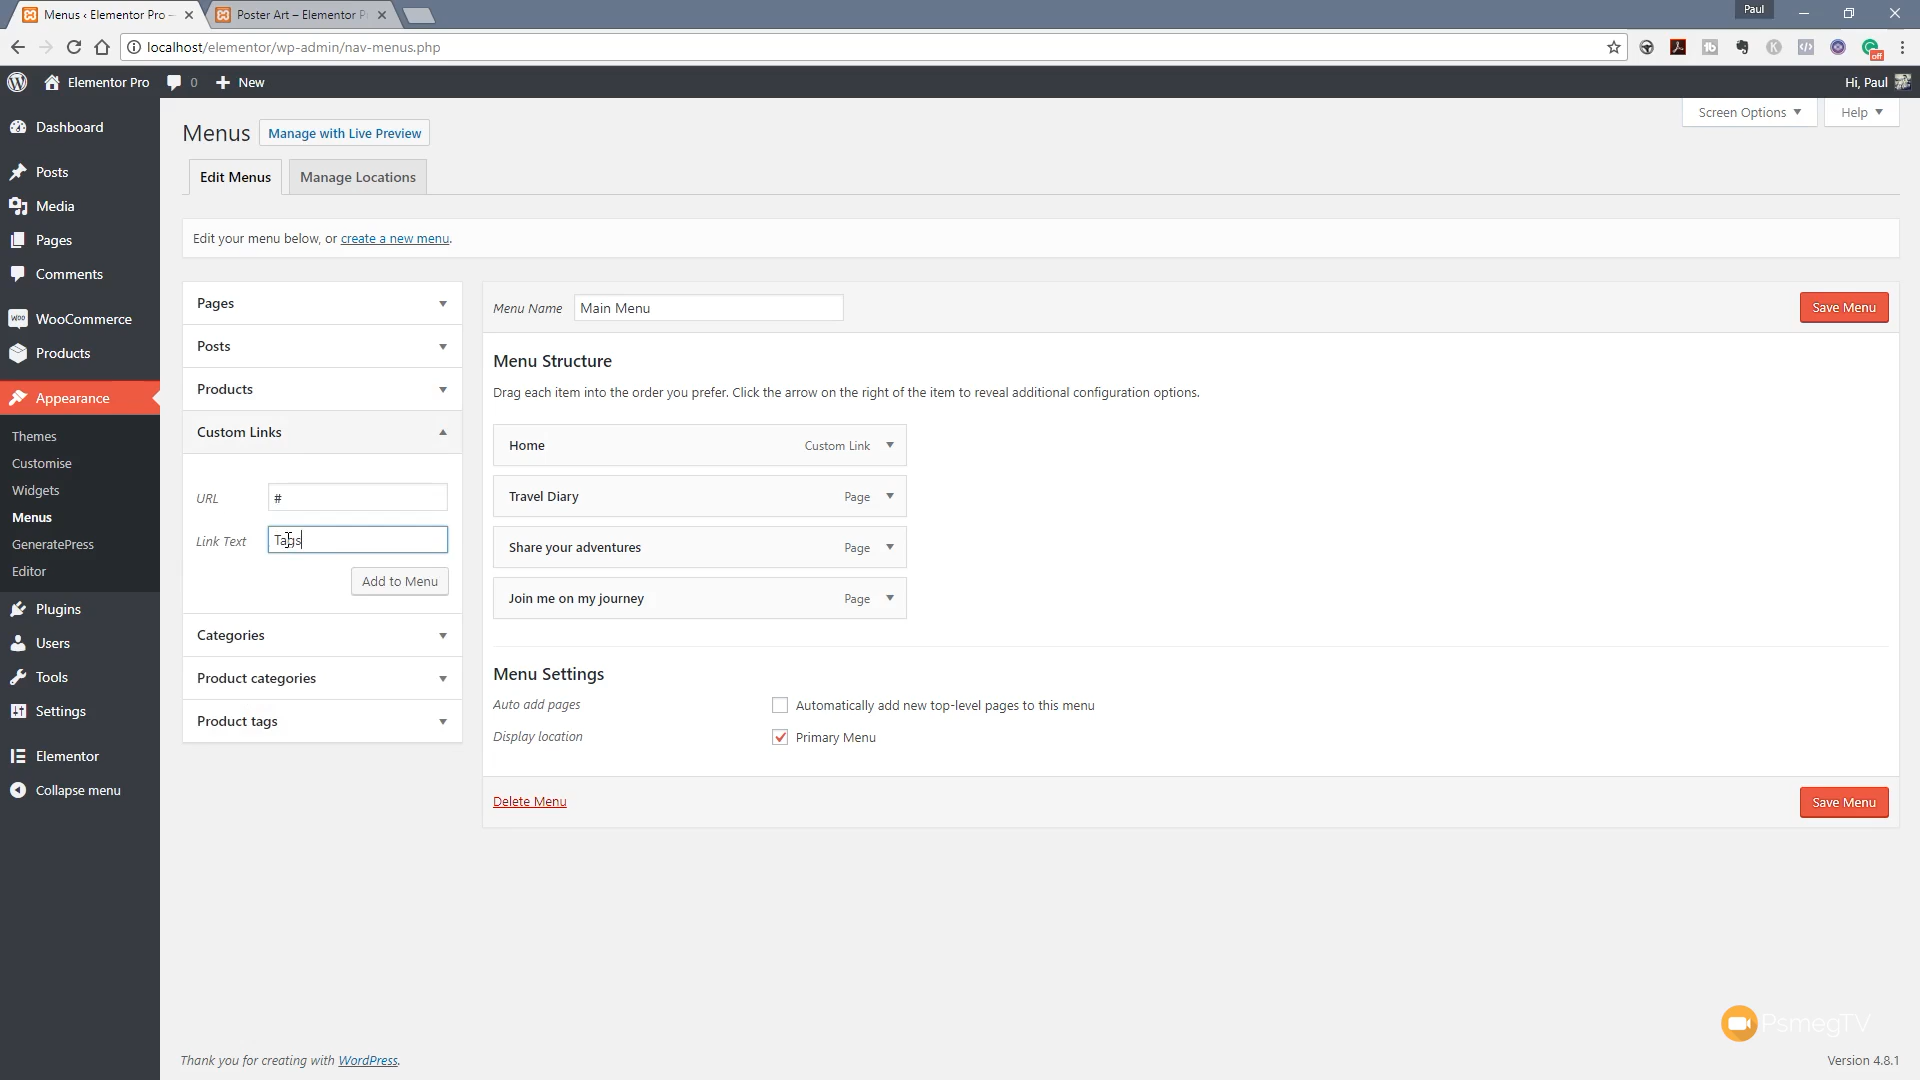 Menus ‹ Elementor Pro –
Poster Art – Elementor P
Paul
localhost/elementor/wp-admin/nav-menus.php
Elementor Pro
0
New
Hi, Paul
Dashboard
Posts
Media
Pages
Comments
WooCommerce
Products
Appearance
Themes
Customise
Widgets
Menus
GeneratePress
Editor
Plugins
Users
Tools
Settings
Elementor
Collapse menu
Screen Options
Help
Menus
Manage with Live Preview
Edit Menus
Manage Locations
Edit your menu below, or create a new menu.
Pages
Posts
Products
Custom Links
URL
#
Link Text
Tags
Add to Menu
Categories
Product categories
Product tags
Menu Name
Main Menu
Save Menu
Menu Structure
Drag each item into the order you prefer. Click the arrow on the right of the item to reveal additional configuration options.
Home
Custom Link
Travel Diary
Page
Share your adventures
Page
Join me on my journey
Page
Menu Settings
Auto add pages
Automatically add new top-level pages to this menu
Display location
Primary Menu
Delete Menu
Save Menu
PsmegTV
Thank you for creating with WordPress.
Version 4.8.1